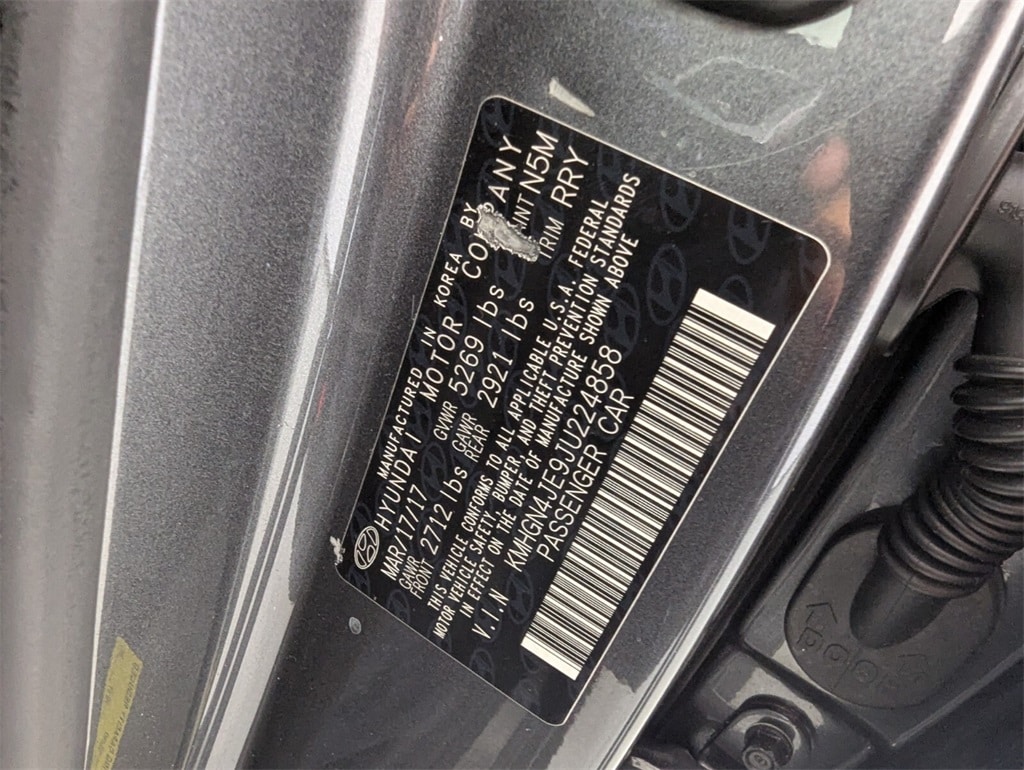 MANUFACTURED IN KOREA BY
HYUNDAI MOTOR COMPANY
MAR/17/17 GVWR 5269 lbs PAINT N5M
GAWR FRONT 2712 lbs GAWR REAR 2921 lbs TRIM RRY
THIS VEHICLE CONFORMS TO ALL APPLICABLE U.S.A. FEDERAL
MOTOR VEHICLE SAFETY, BUMPER, AND THEFT PREVENTION STANDARDS
IN EFFECT ON THE DATE OF MANUFACTURE SHOWN ABOVE
V.I.N KMHGN4JE9JU224858
PASSENGER CAR
DOOR